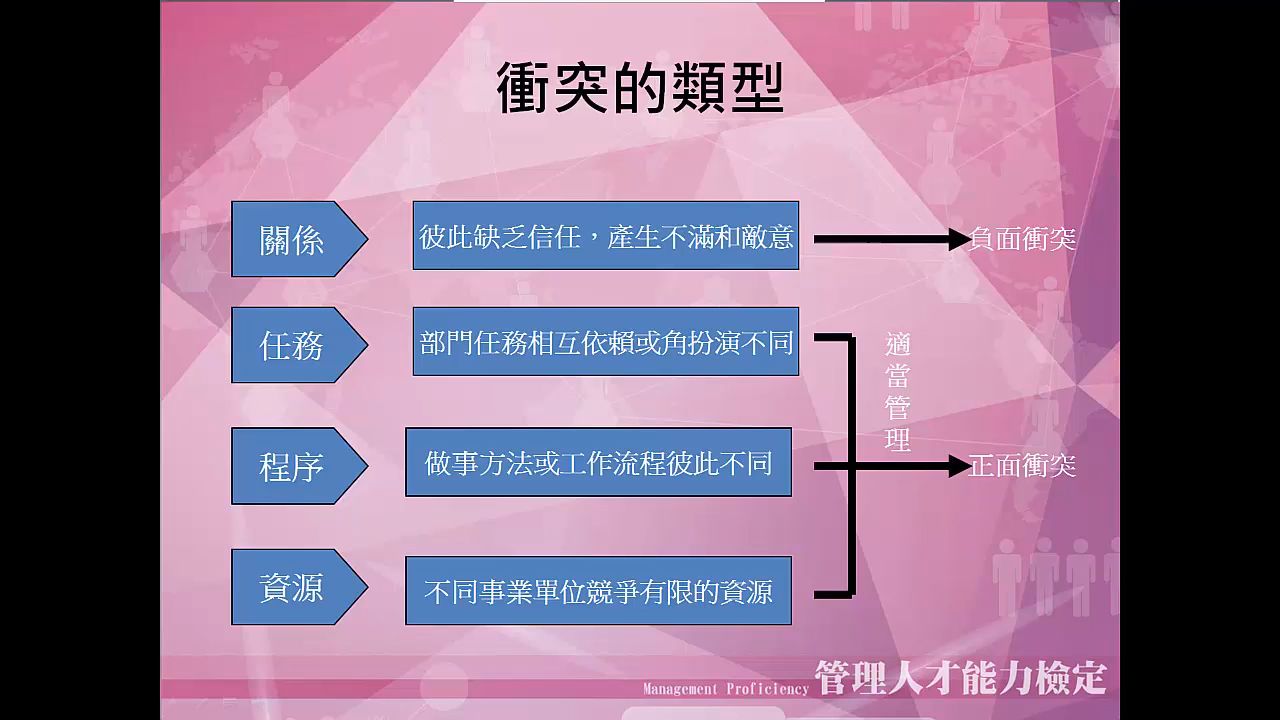 衝突的類型
關係
彼此缺乏信任，產生不滿和敵意
負面衝突
任務
部門任務相互依賴或角扮演不同
適當管理
程序
做事方法或工作流程彼此不同
正面衝突
資源
不同事業單位競爭有限的資源
Management Proficiency 管理人才能力檢定